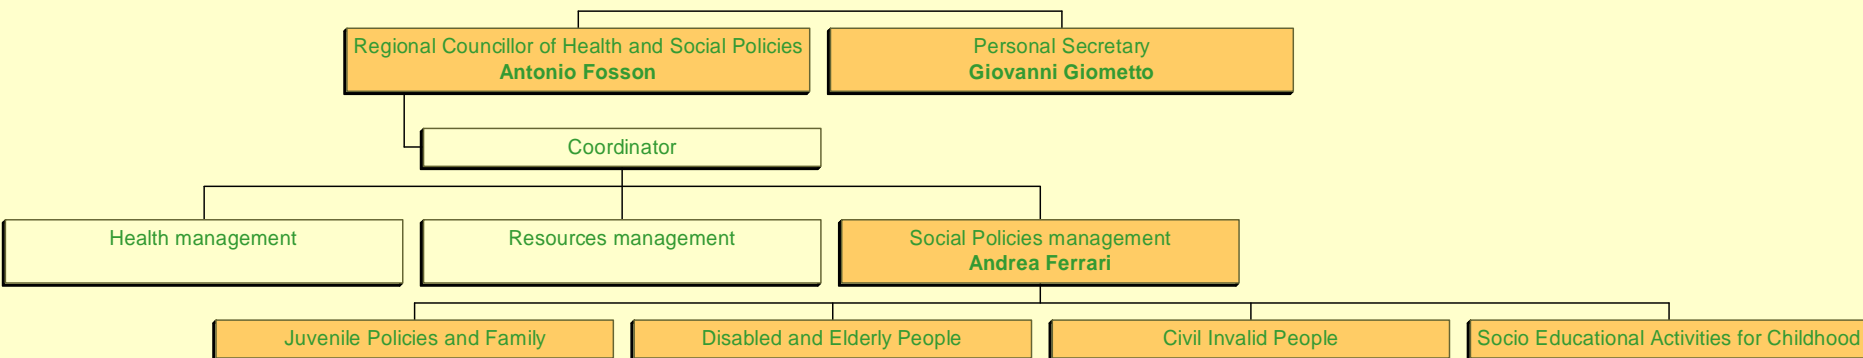 Regional Councillor of Health and Social Policies
Antonio Fosson
Personal Secretary
Giovanni Giometto
Coordinator
Health management
Resources management
Social Policies management
Andrea Ferrari
Juvenile Policies and Family
Disabled and Elderly People
Civil Invalid People
Socio Educational Activities for Childhood